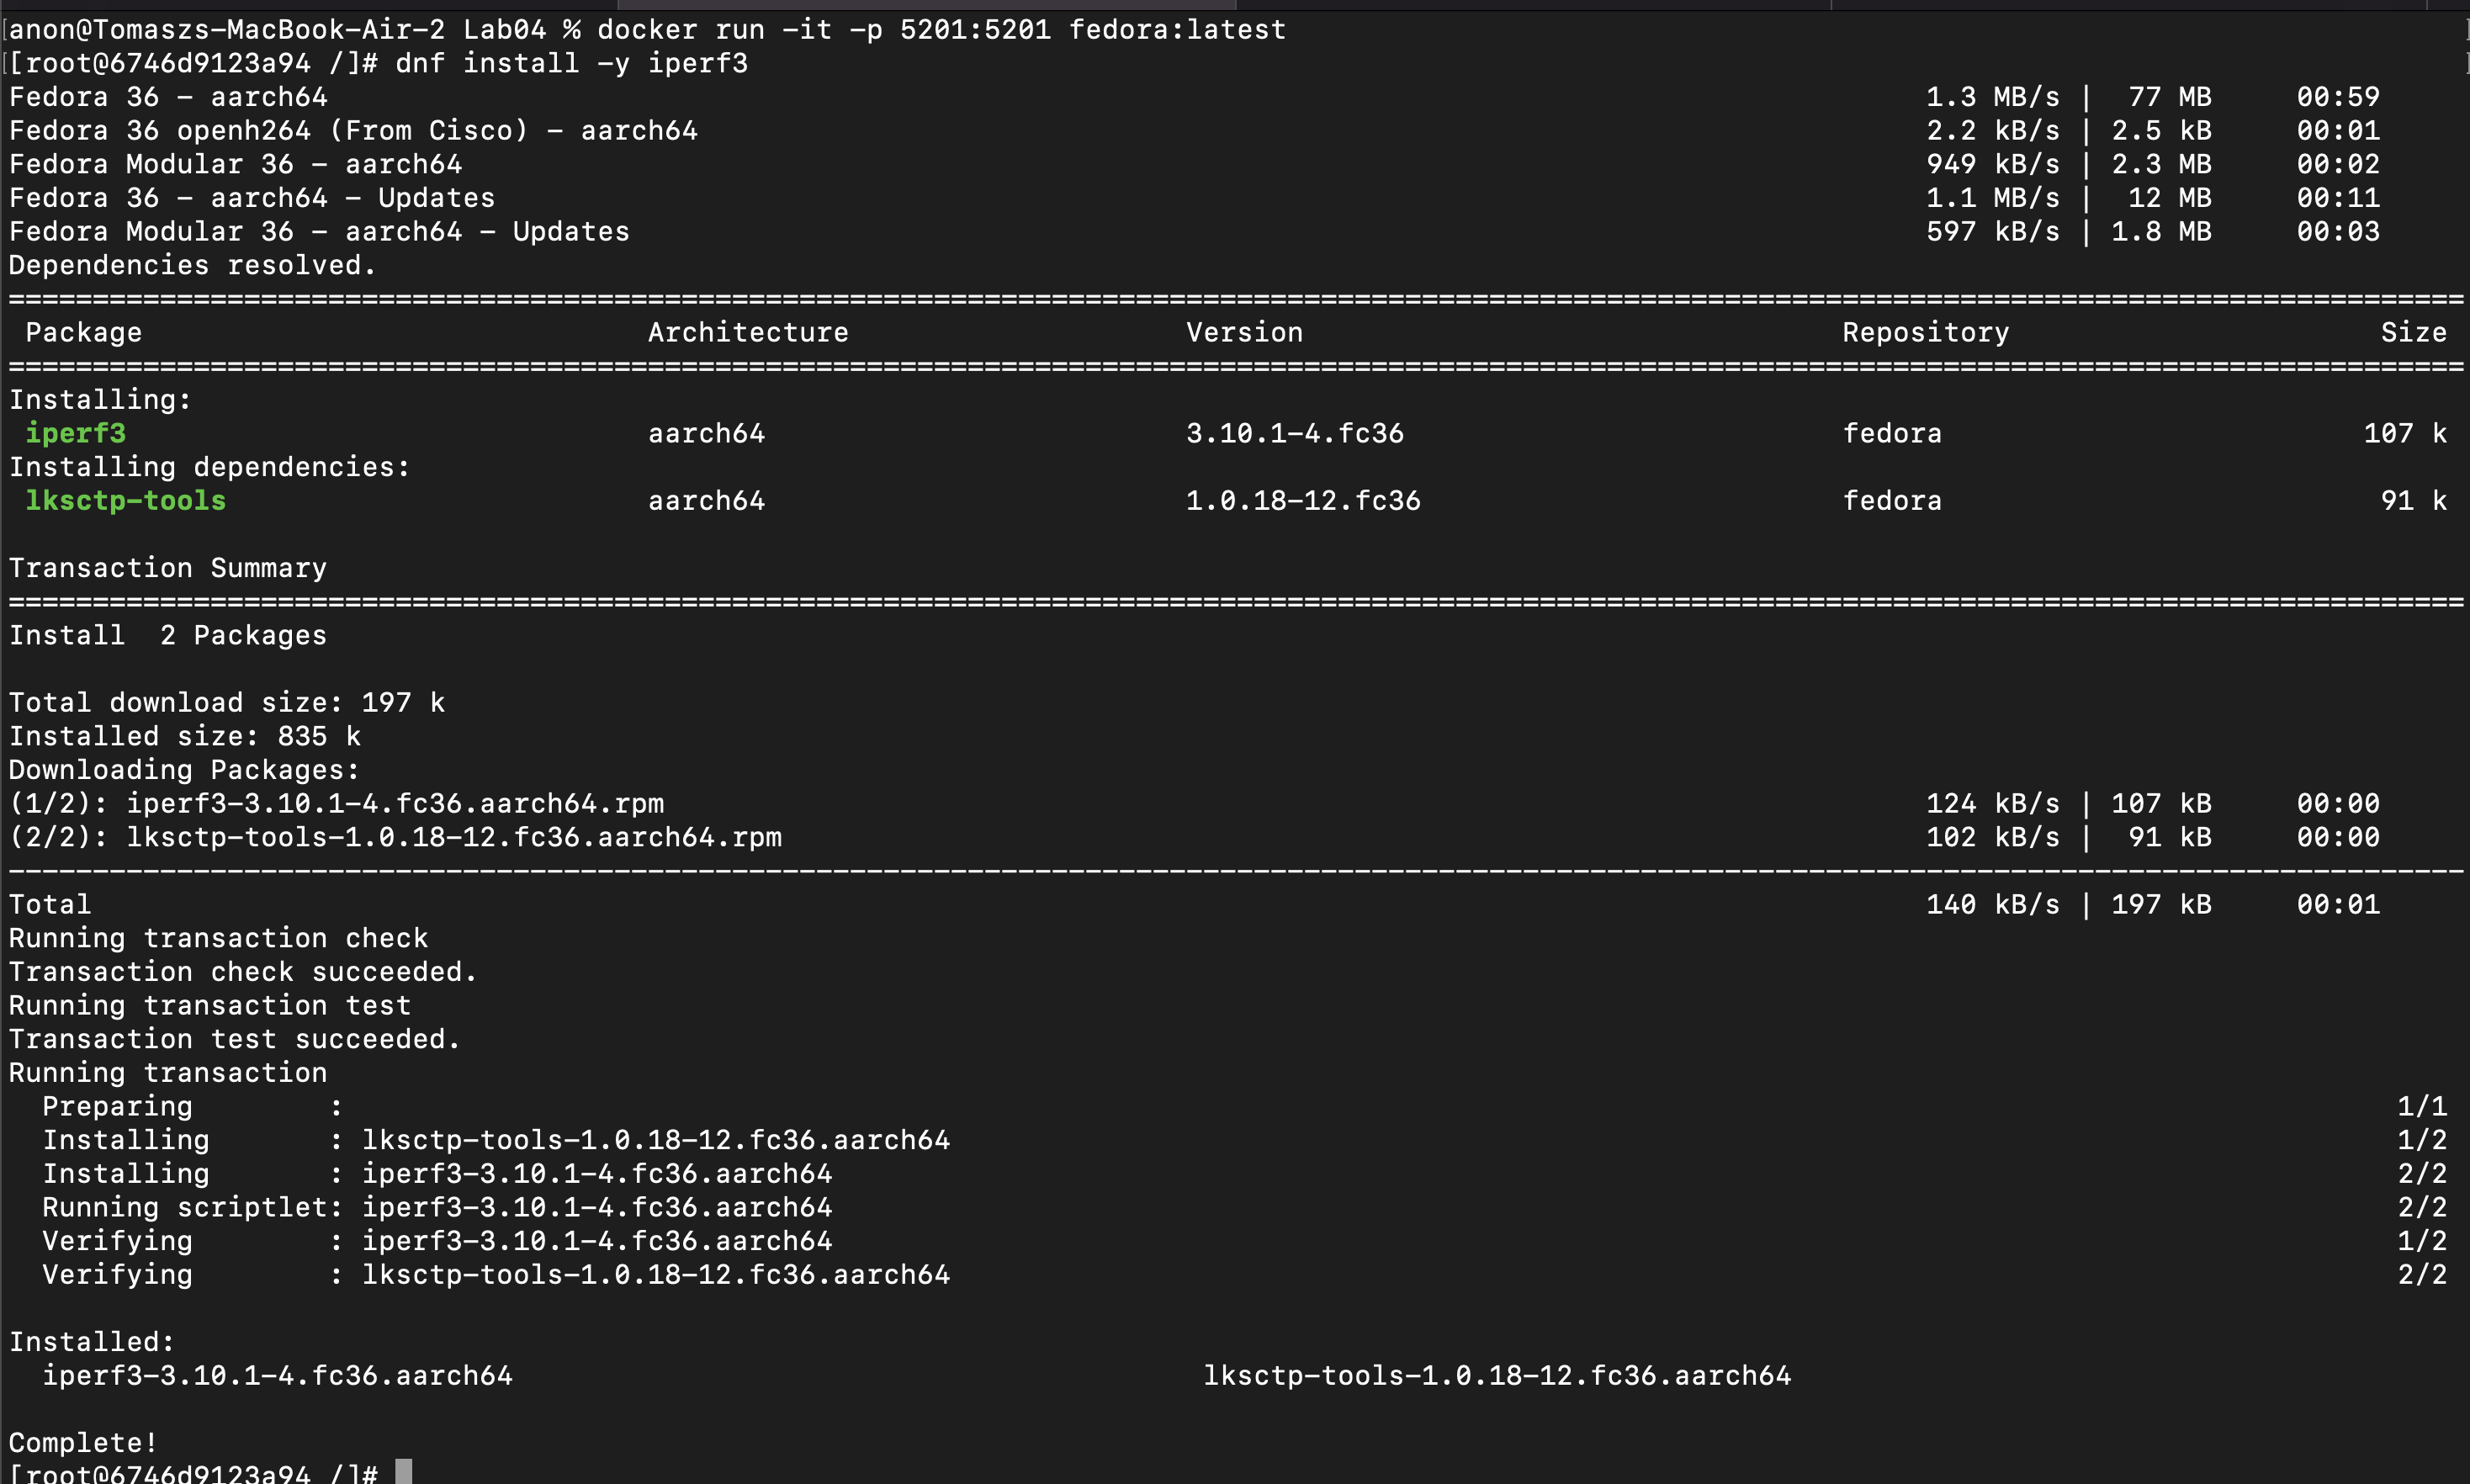 anon@Tomaszs-MacBook-Air-2 Lab04 % docker run -it -p 5201:5201 fedora:latest
[root@6746d9123a94 /]# dnf install -y iperf3
Fedora 36 - aarch64 1.3 MB/s | 77 MB 00:59
Fedora 36 openh264 (From Cisco) - aarch64 2.2 kB/s | 2.5 kB 00:01
Fedora Modular 36 - aarch64 949 kB/s | 2.3 MB 00:02
Fedora 36 - aarch64 - Updates 1.1 MB/s | 12 MB 00:11
Fedora Modular 36 - aarch64 - Updates 597 kB/s | 1.8 MB 00:03
Dependencies resolved.
Package Architecture Version Repository Size
Installing:
iperf3 aarch64 3.10.1-4.fc36 fedora 107 k
Installing dependencies:
lksctp-tools aarch64 1.0.18-12.fc36 fedora 91 k
Transaction Summary
Install 2 Packages
Total download size: 197 k
Installed size: 835 k
Downloading Packages:
(1/2): iperf3-3.10.1-4.fc36.aarch64.rpm 124 kB/s | 107 kB 00:00
(2/2): lksctp-tools-1.0.18-12.fc36.aarch64.rpm 102 kB/s | 91 kB 00:00
Total 140 kB/s | 197 kB 00:01
Running transaction check
Transaction check succeeded.
Running transaction test
Transaction test succeeded.
Running transaction
Preparing : 1/1
Installing : lksctp-tools-1.0.18-12.fc36.aarch64 1/2
Installing : iperf3-3.10.1-4.fc36.aarch64 2/2
Running scriptlet: iperf3-3.10.1-4.fc36.aarch64 2/2
Verifying : iperf3-3.10.1-4.fc36.aarch64 1/2
Verifying : lksctp-tools-1.0.18-12.fc36.aarch64 2/2
Installed:
iperf3-3.10.1-4.fc36.aarch64 lksctp-tools-1.0.18-12.fc36.aarch64
Complete!
[root@6746d9123a94 /]#